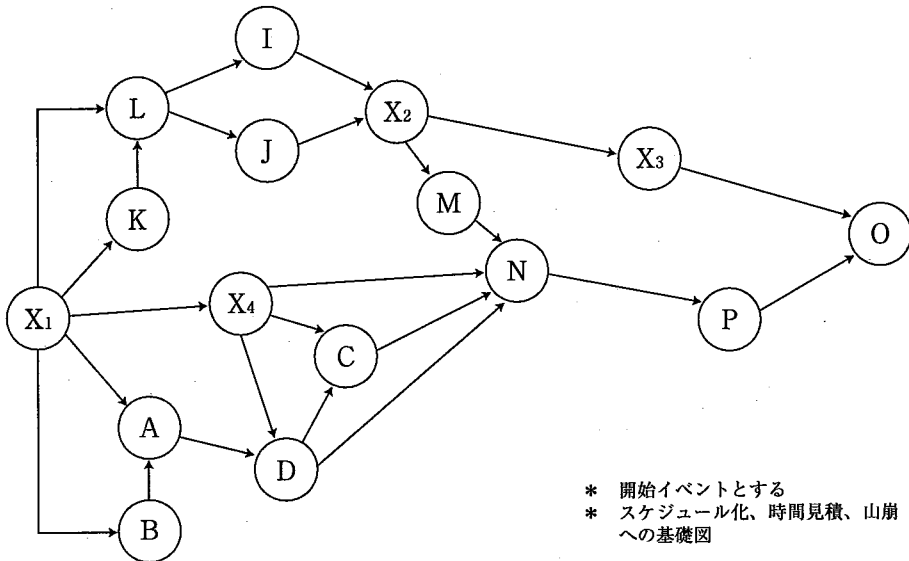 I
L
X2
J
X3
K
M
O
N
X4
X1
P
C
A
D
B
* 開始イベントとする
* スケジュール化、時間見積、山崩
への基礎図